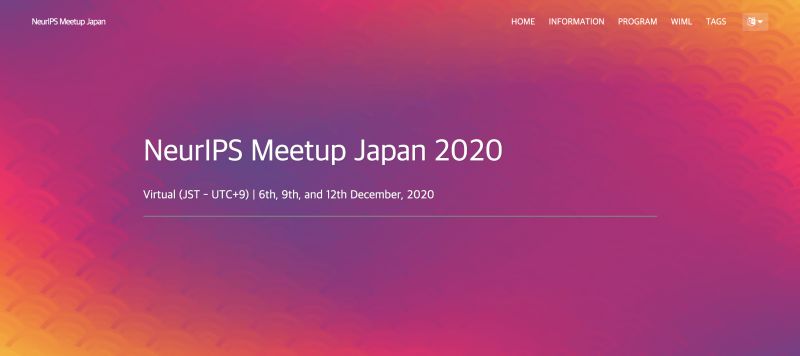 NeurIPS Meetup Japan
HOME INFORMATION PROGRAM WIML TAGS
NeurIPS Meetup Japan 2020
Virtual (JST - UTC+9) | 6th, 9th, and 12th December, 2020